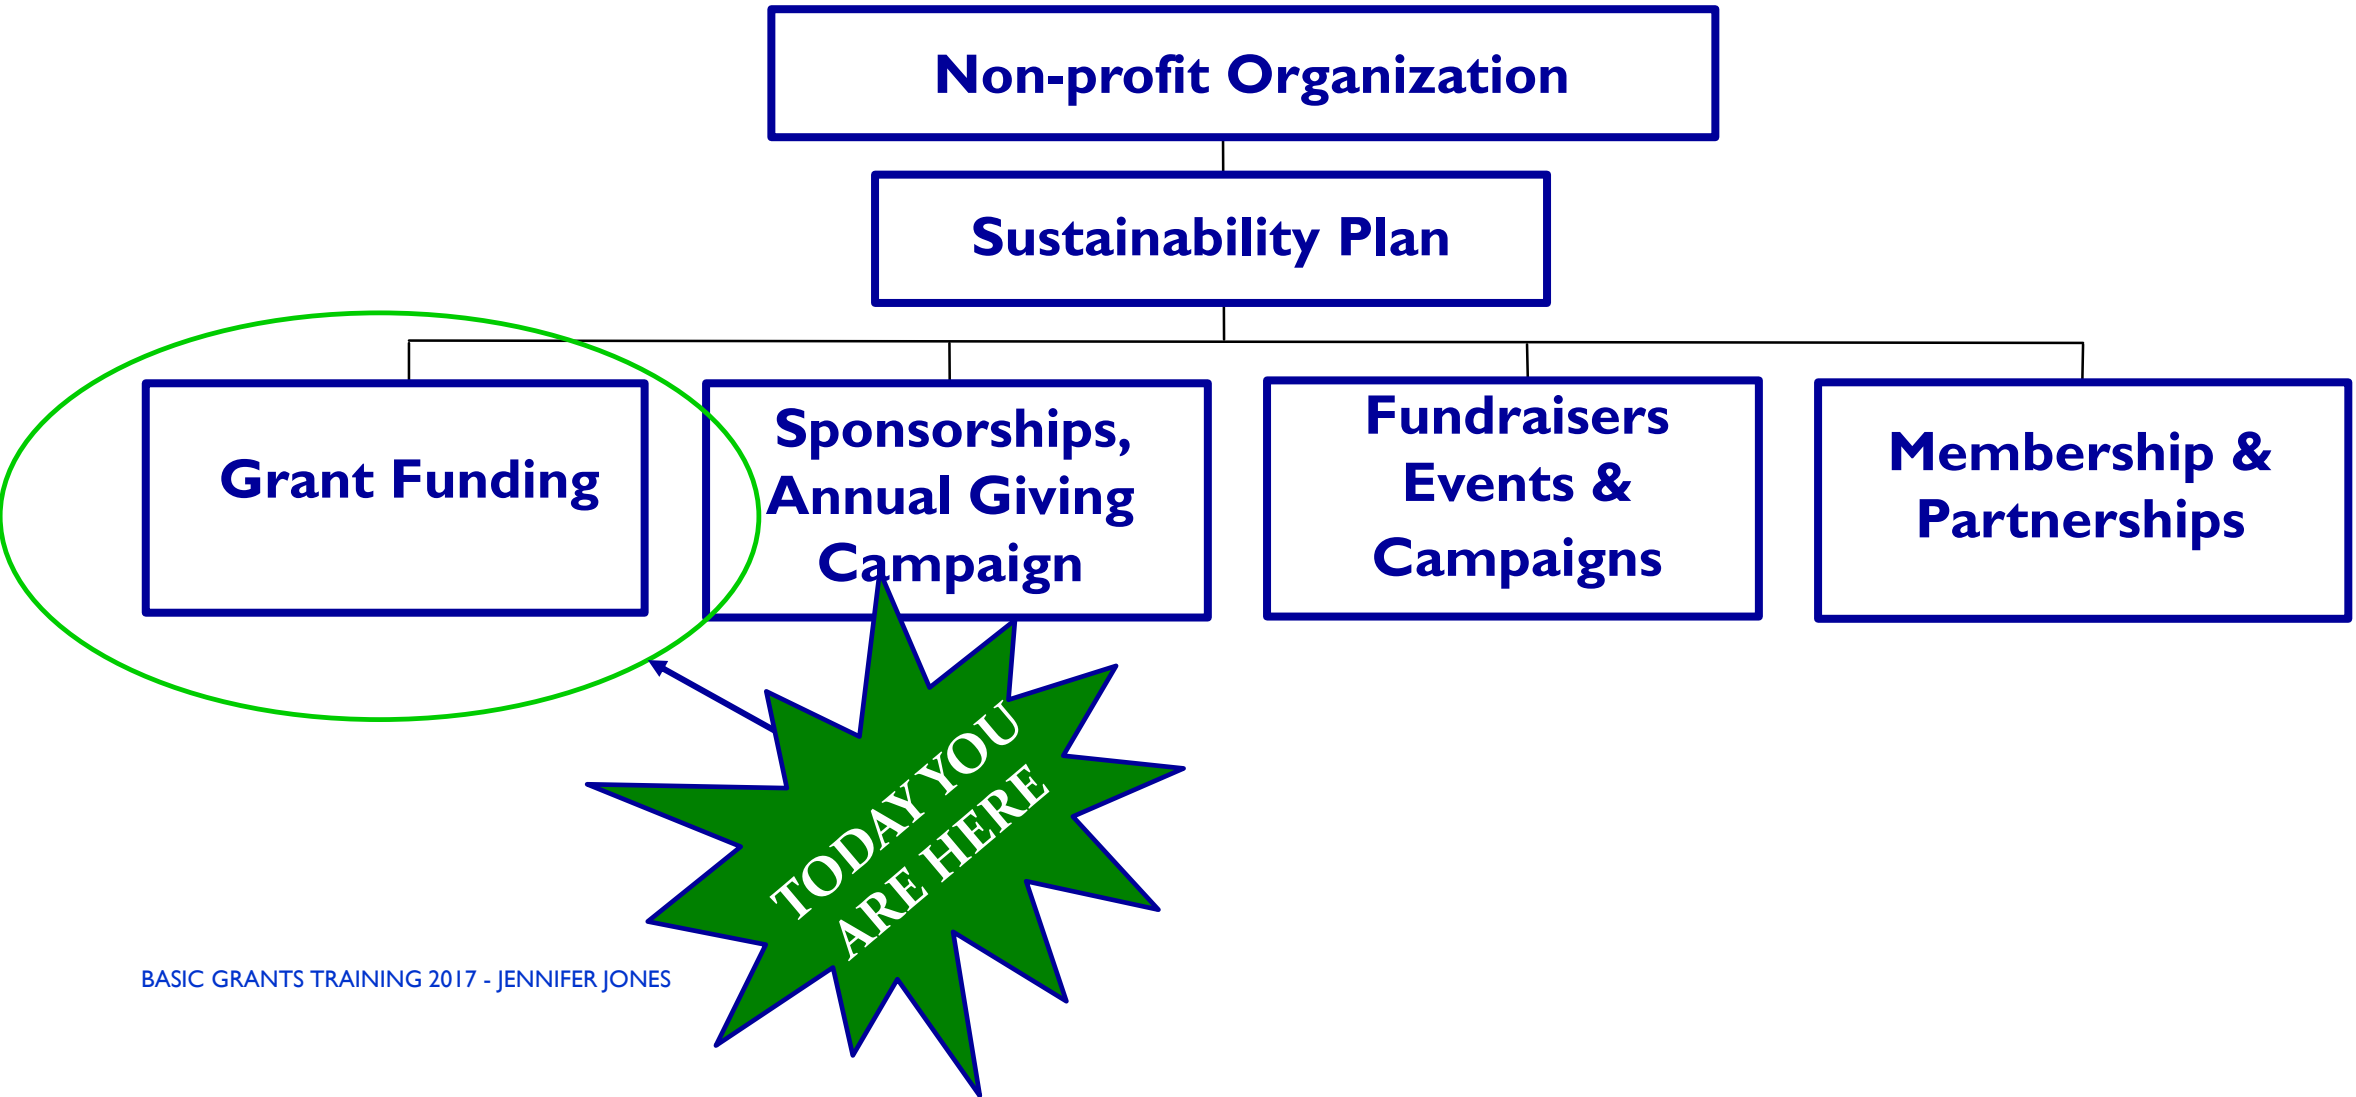 Non-profit Organization
Sustainability Plan
Grant Funding
Sponsorships,
Annual Giving
Campaign
Fundraisers
Events &
Campaigns
Membership &
Partnerships
TODAY YOU
ARE HERE
BASIC GRANTS TRAINING 2017 - JENNIFER JONES